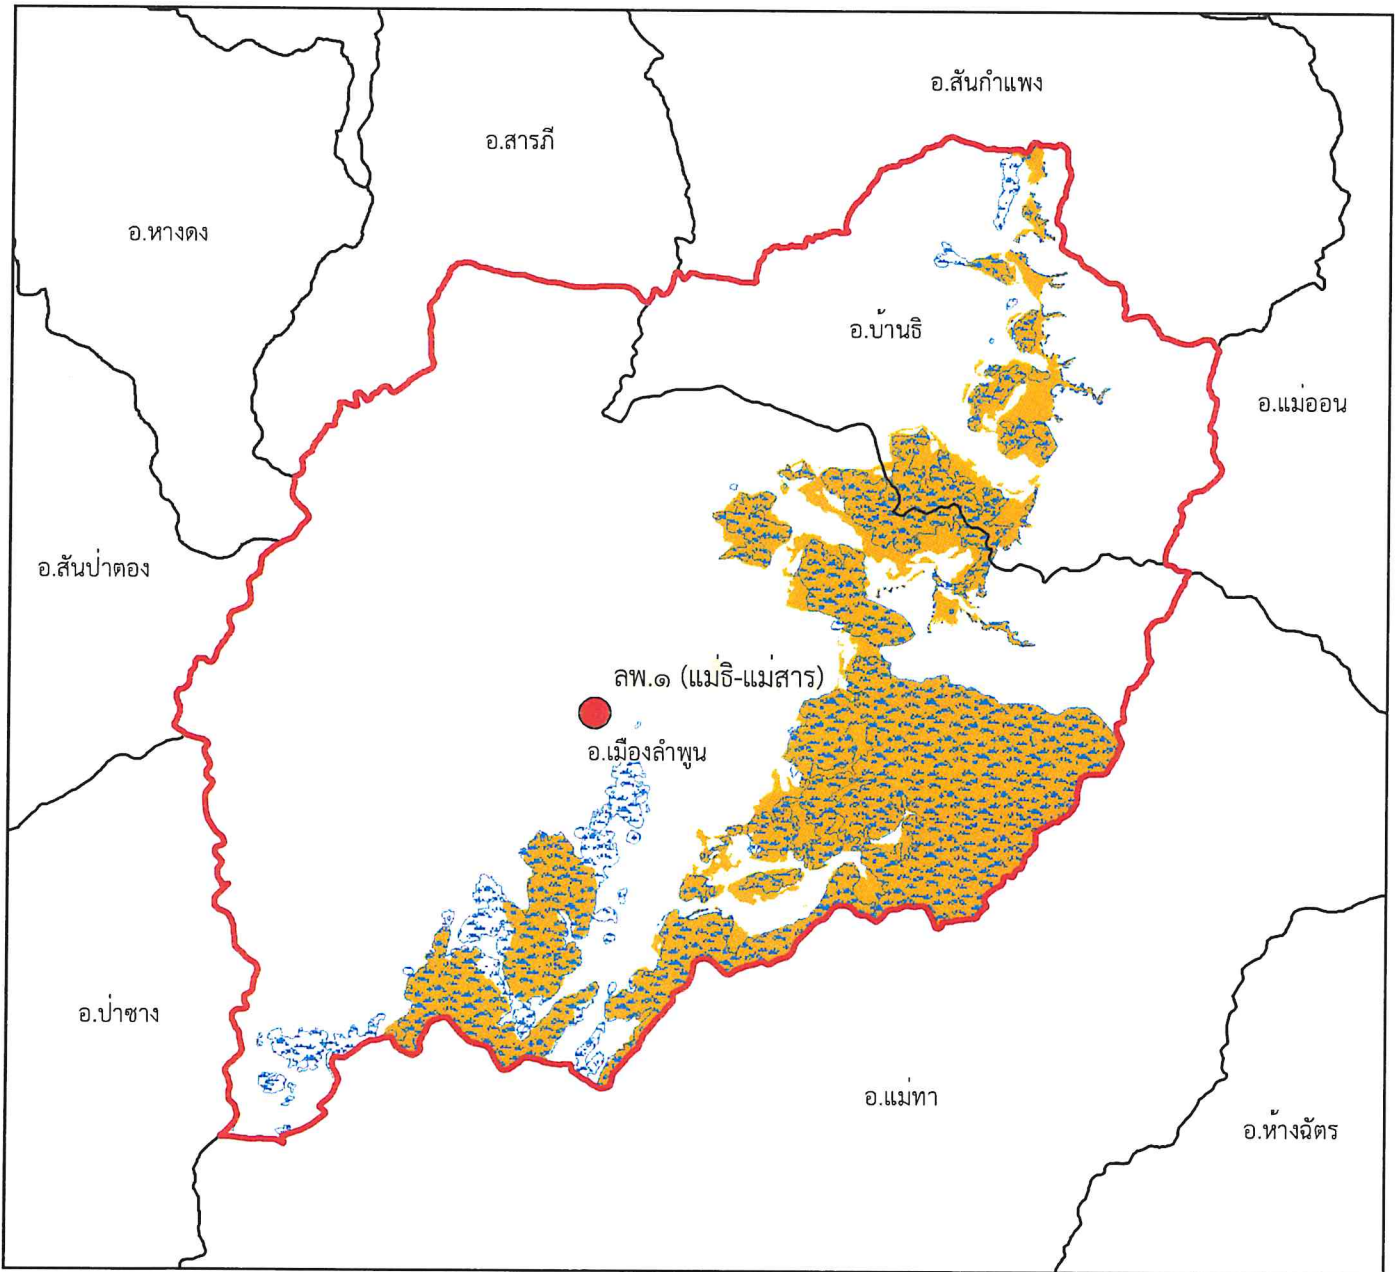 อ.สันกำแพง
อ.สารภี
อ.หางดง
อ.บ้านธิ
อ.แม่ออน
อ.สันป่าตอง
ลพ.๑ (แม่ธิ-แม่สาร)
อ.เมืองลำพูน
อ.ป่าซาง
อ.แม่ทา
อ.ห้างฉัตร